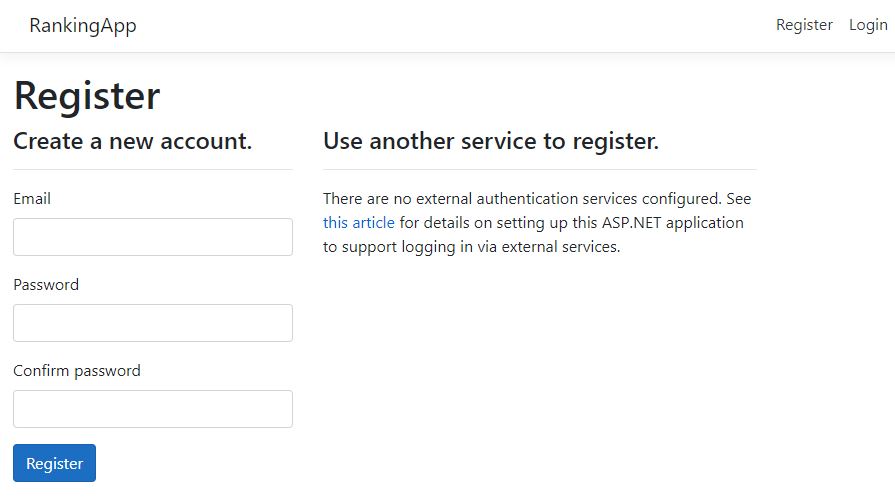 RankingApp
Register Login
Register
Create a new account.
Email
Password
Confirm password
Register
Use another service to register.
There are no external authentication services configured. See
this article for details on setting up this ASP.NET application
to support logging in via external services.